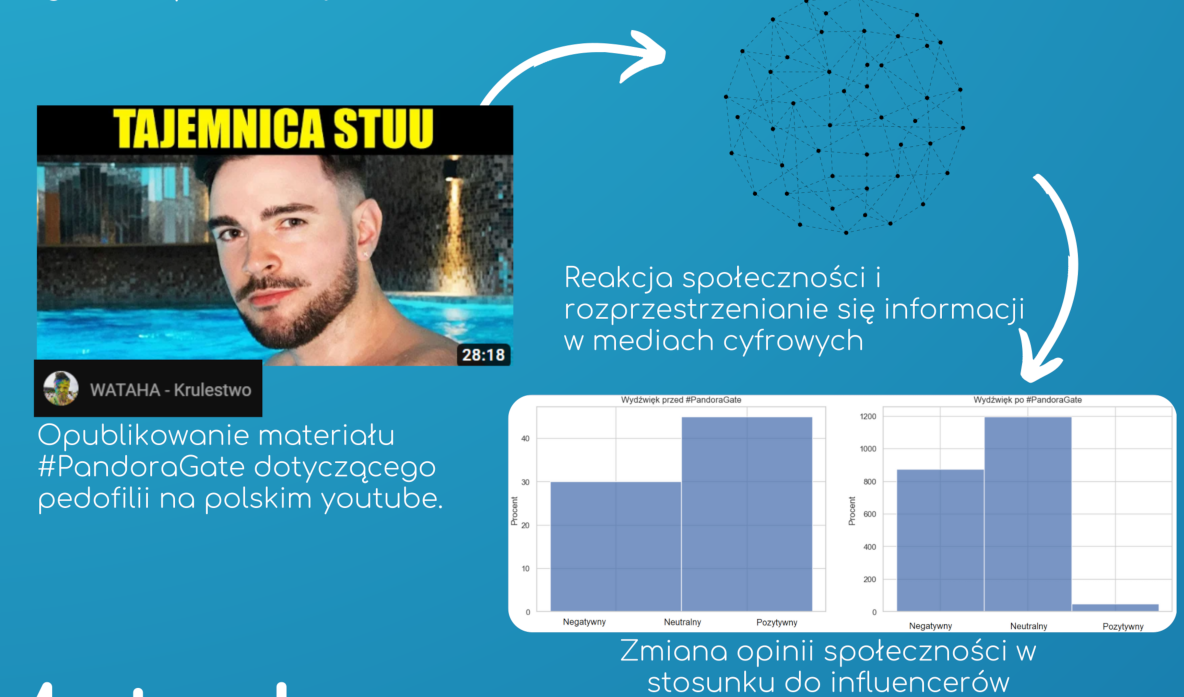 TAJEMNICA STUU
28:18
WATAHA - Krulestwo
Opublikowanie materiału
#PandoraGate dotyczącego
pedofilii na polskim youtube.
Reakcja społeczności i
rozprzestrzenianie się informacji
w mediach cyfrowych
Wydźwięk przed #PandoraGate
Procent
40
30
20
10
0
Negatywny Neutralny Pozytywny
Wydźwięk po #PandoraGate
Procent
1200
1000
800
600
400
200
0
Negatywny Neutralny Pozytywny
Zmiana opinii społeczności w
stosunku do influencerów